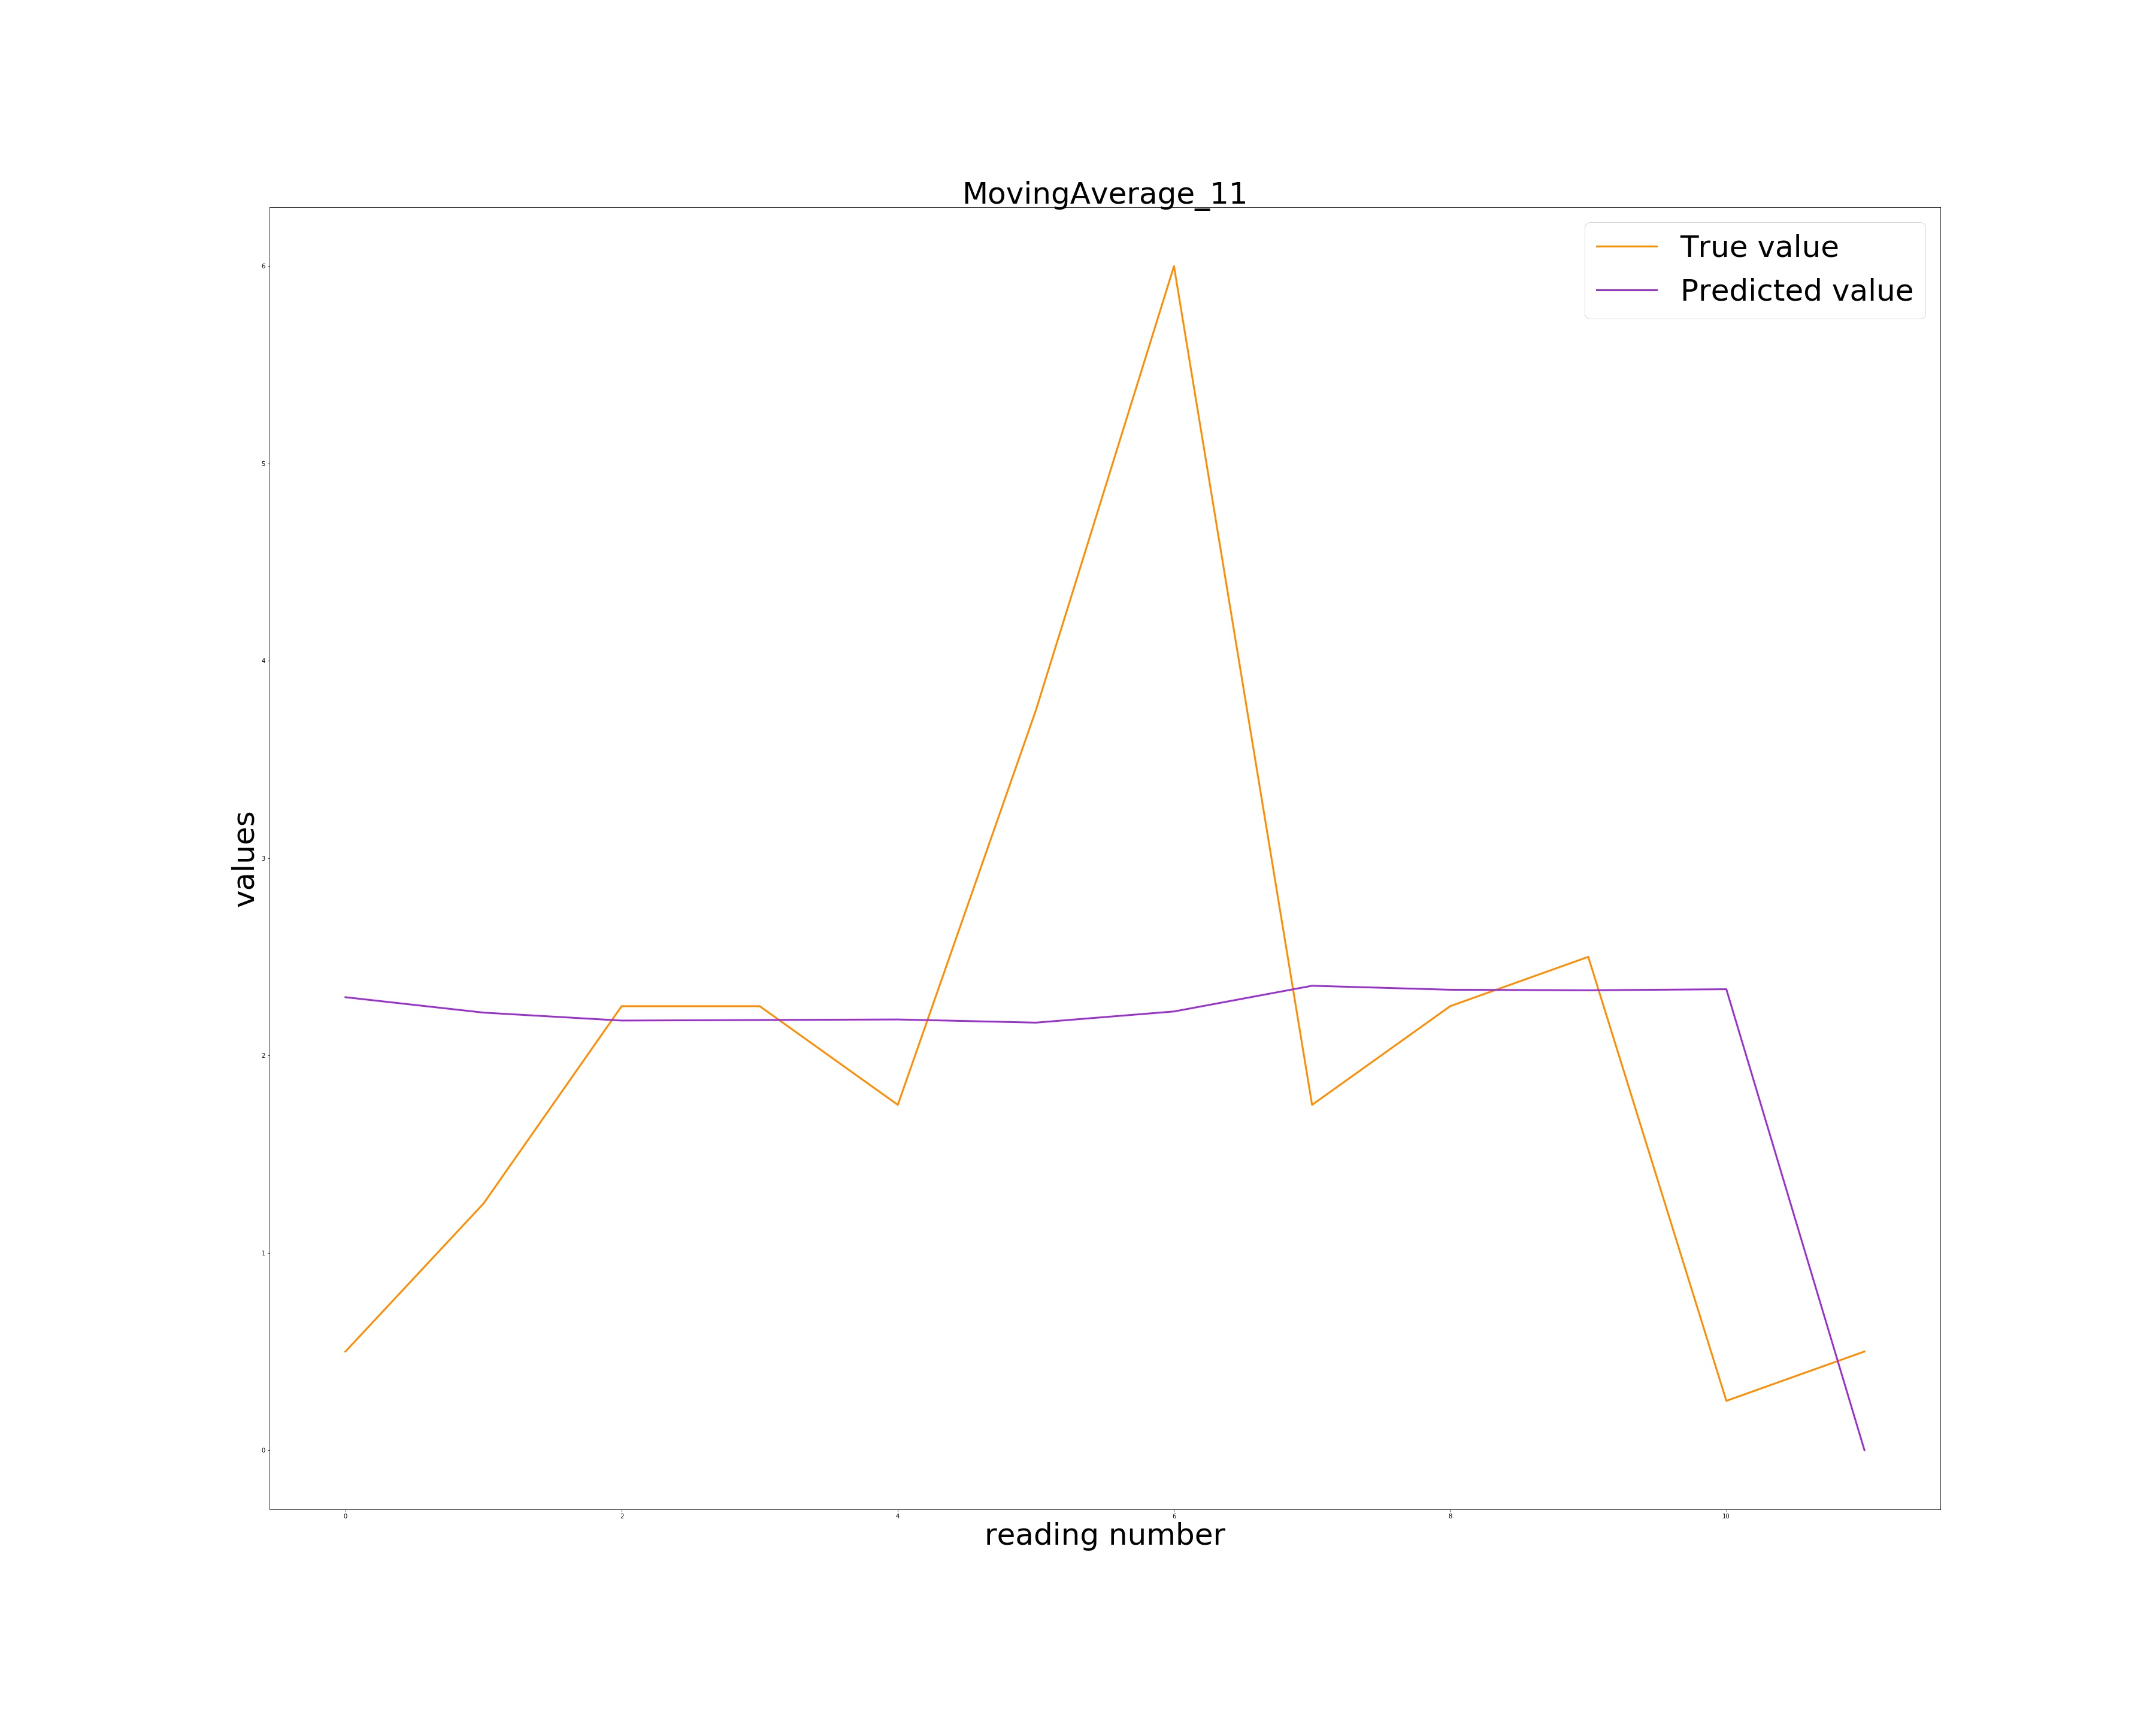 MovingAverage_11
True value
Predicted value
6
5
4
3
2
1
0
values
0 2 4 6 8 10
reading number